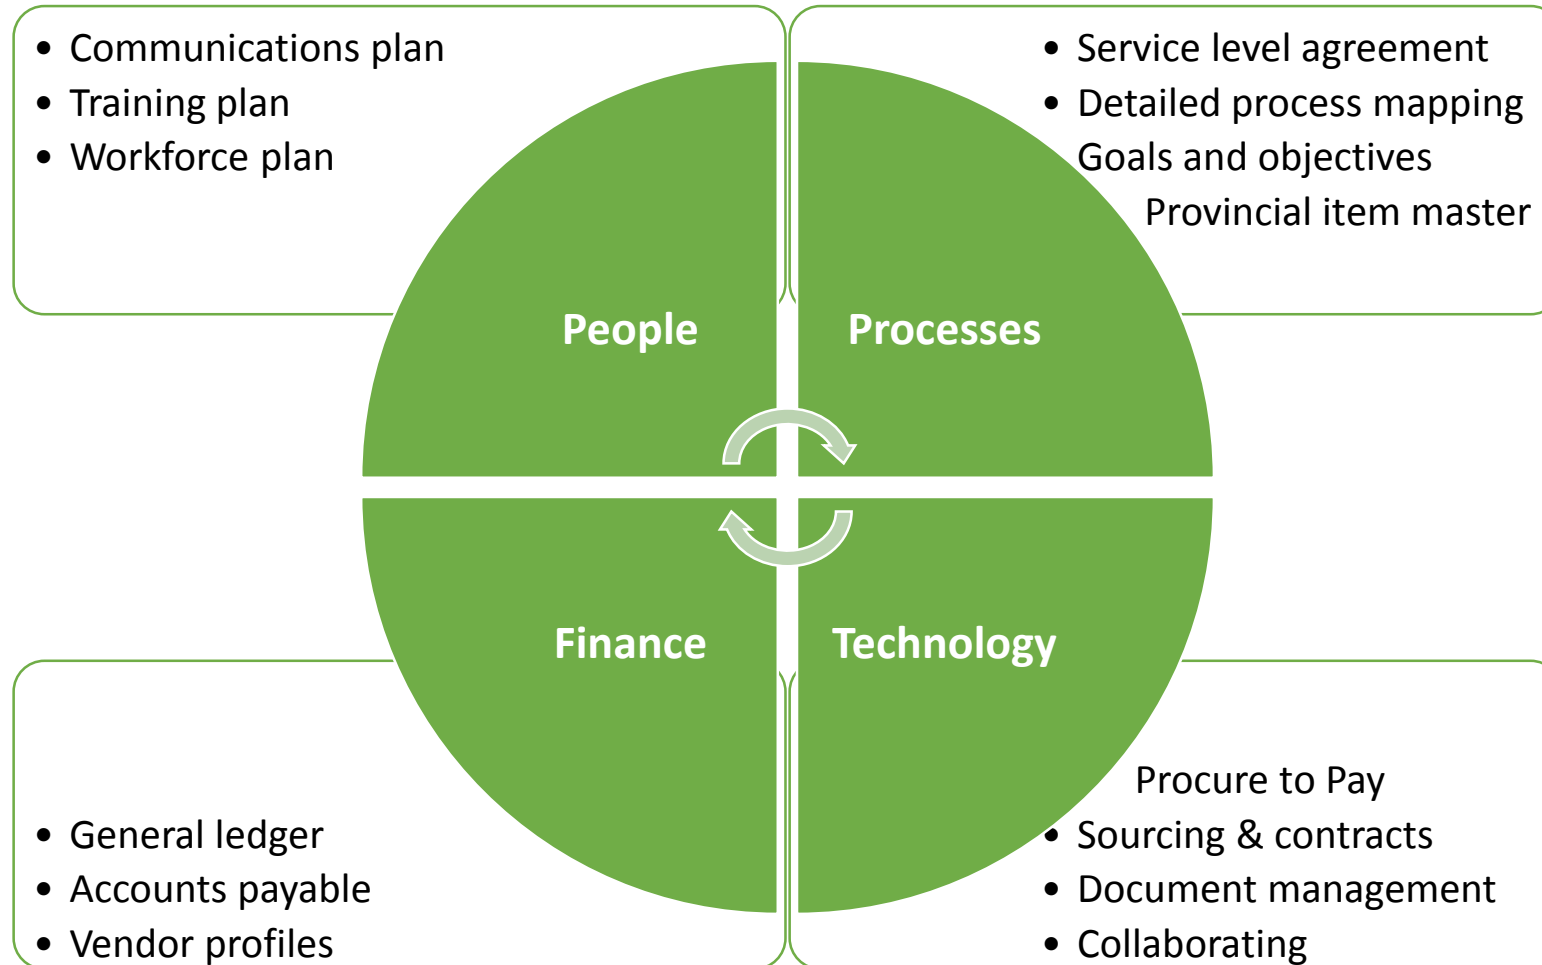 • Communications plan
• Training plan
• Workforce plan
• Service level agreement
• Detailed process mapping
Goals and objectives
Provincial item master
People
Processes
Finance
Technology
• General ledger
• Accounts payable
• Vendor profiles
Procure to Pay
• Sourcing & contracts
• Document management
• Collaborating